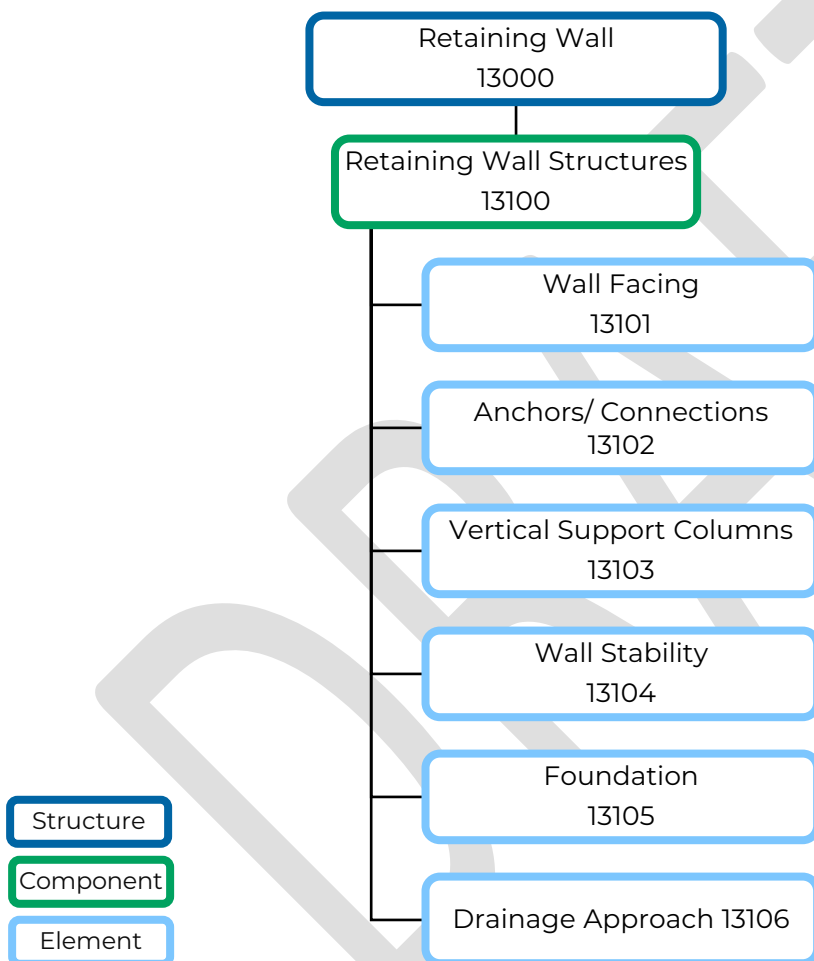 Retaining Wall
13000
Retaining Wall Structures
13100
Wall Facing
13101
Anchors/ Connections
13102
Vertical Support Columns
13103
Wall Stability
13104
Foundation
13105
Drainage Approach 13106
Structure
Component
Element